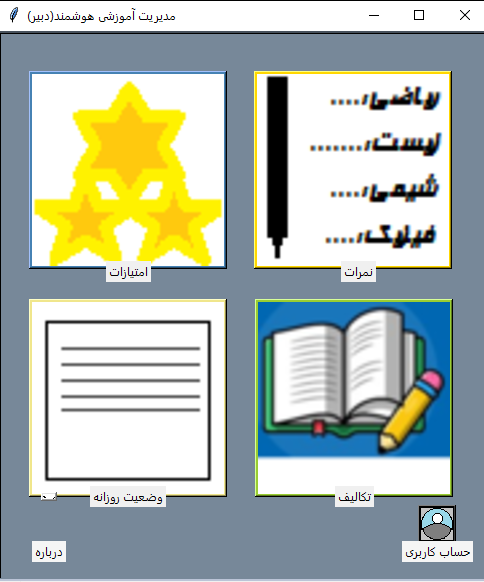 مدیریت آموزشی هوشمند(دبیر)
ریاضی:....
زیست:.......
شیمی:....
فیزیک:....
امتیازات
نمرات
وضعیت روزانه
تکالیف
درباره
حساب کاربری